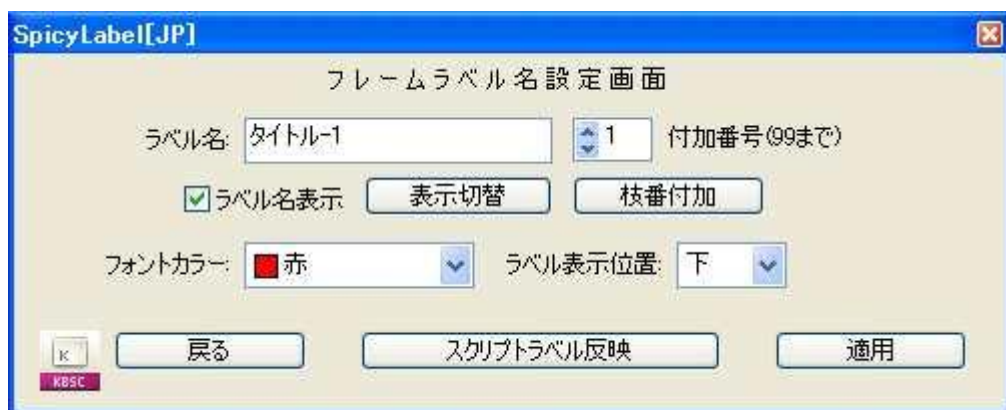 SpicyLabel[JP]
フレームラベル名設定画面
ラベル名: タイトル-1 1 付加番号(99まで)
ラベル名表示 表示切替 枝番付加
フォントカラー: 赤 ラベル表示位置: 下
K 戻る スクリプトラベル反映 適用
KBSC